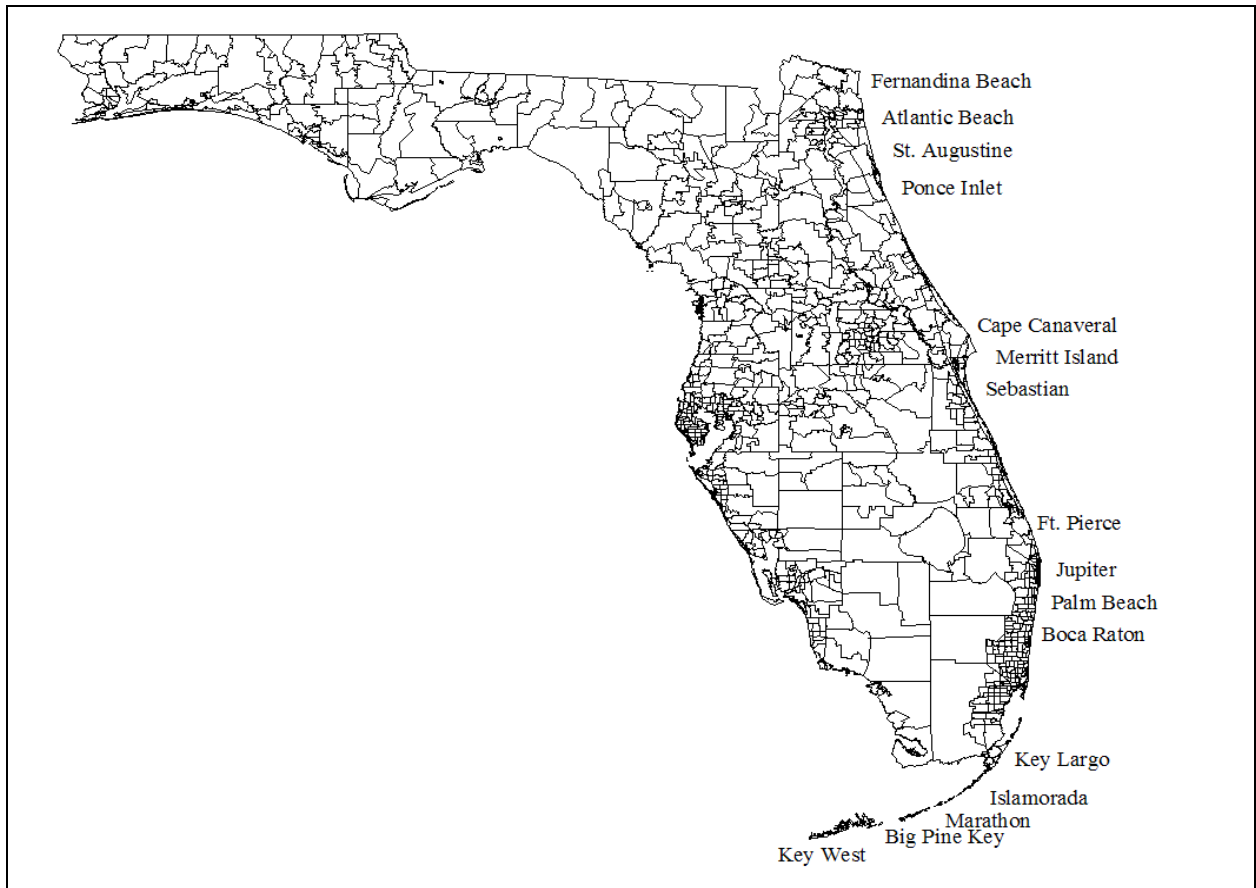 Fernandina Beach
Atlantic Beach
St. Augustine
Ponce Inlet
Cape Canaveral
Merritt Island
Sebastian
Ft. Pierce
Jupiter
Palm Beach
Boca Raton
Key Largo
Islamorada
Marathon
Big Pine Key
Key West